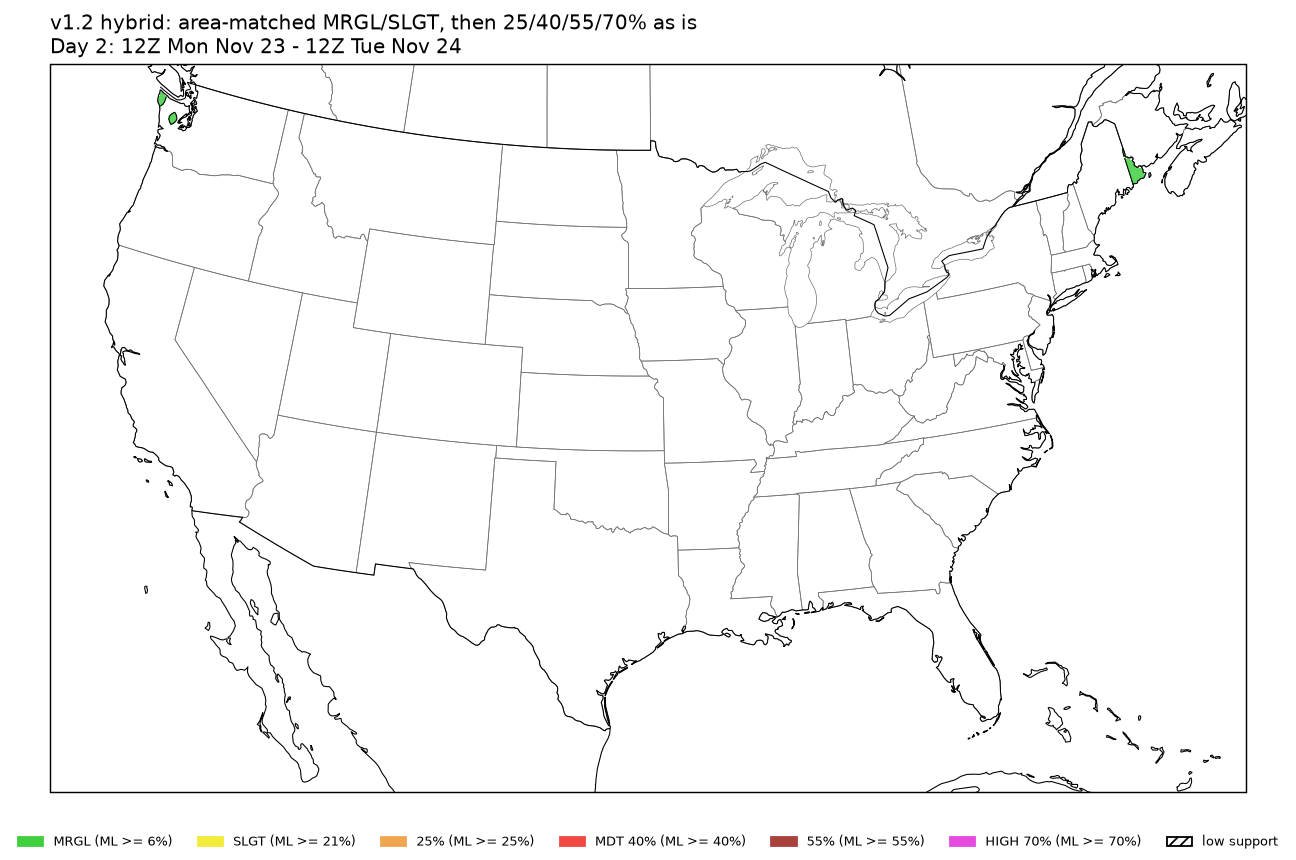 v1.2 hybrid: area-matched MRGL/SLGT, then 25/40/55/70% as is
Day 2: 12Z Mon Nov 23 - 12Z Tue Nov 24
MRGL (ML >= 6%) SLGT (ML >= 21%) 25% (ML >= 25%) MDT 40% (ML >= 40%) 55% (ML >= 55%) HIGH 70% (ML >= 70%) low support